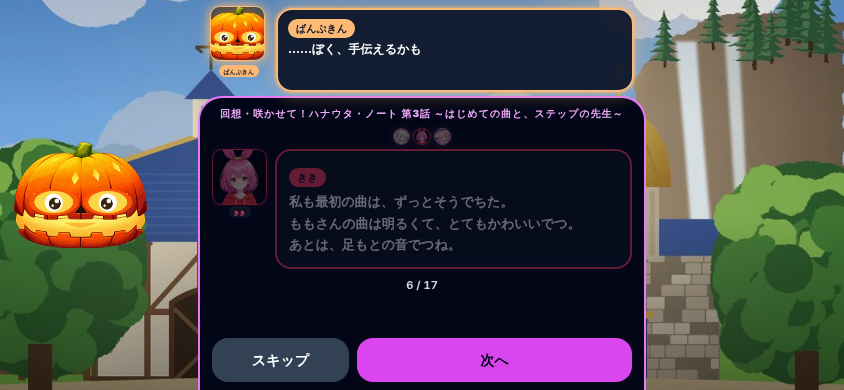 ぱんぷきん
……ぼく、手伝えるかも
ぱんぷきん
回想・咲かせて！ハナウタ・ノート 第3話 ～はじめての曲と、ステップの先生～
きき
私も最初の曲は、ずっとそうでちた。
ももさんの曲は明るくて、とてもかわいいでつ。
あとは、足もとの音でつね。
きき
6 / 17
スキップ
次へ